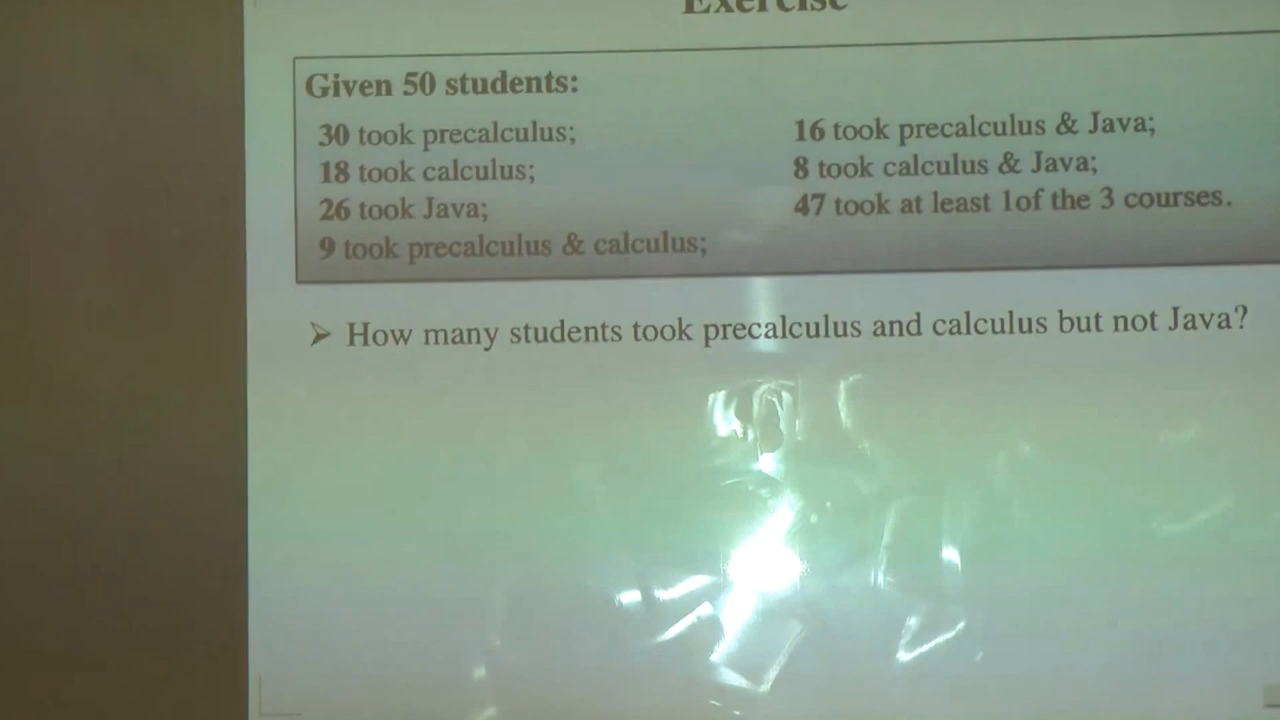 Exercise
Given 50 students:
30 took precalculus;
18 took calculus;
26 took Java;
9 took precalculus & calculus;
16 took precalculus & Java;
8 took calculus & Java;
47 took at least 1of the 3 courses.
➢ How many students took precalculus and calculus but not Java?